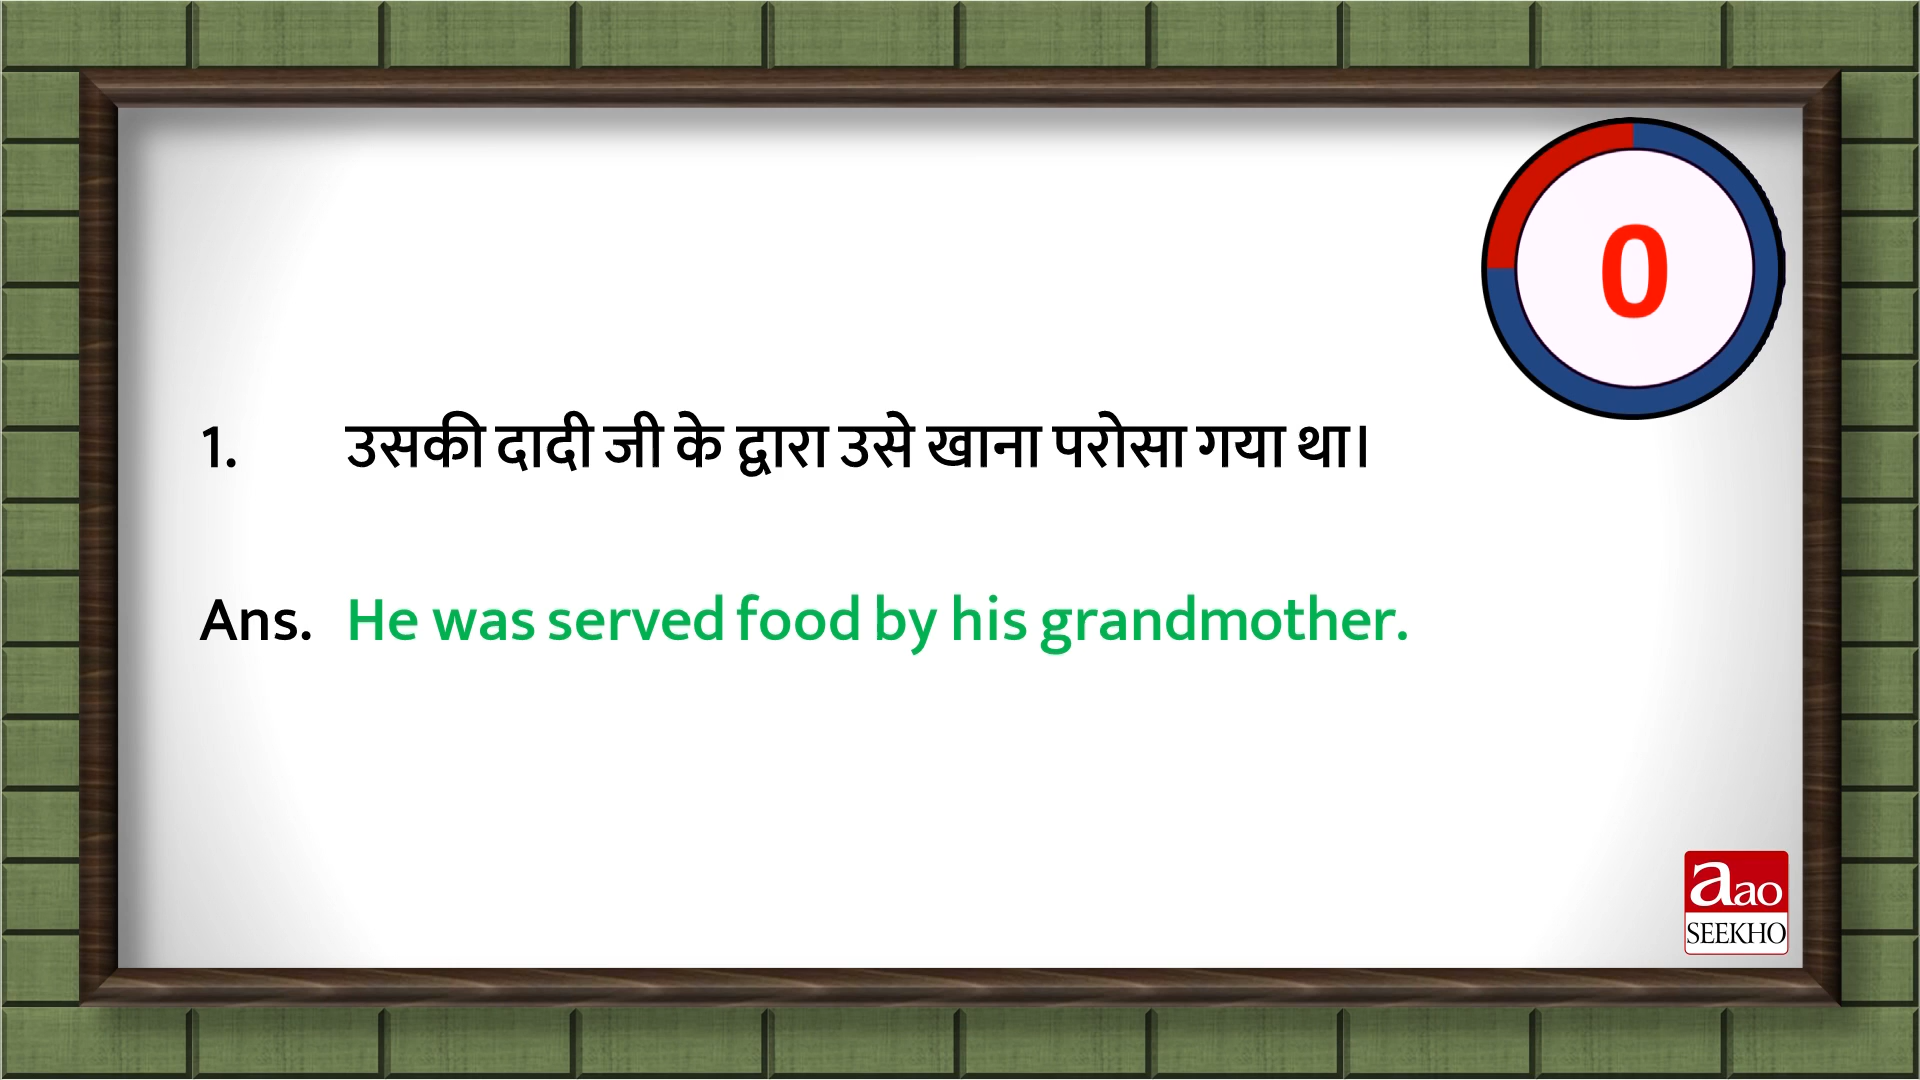 0
1. उसकी दादी जी के द्वारा उसे खाना परोसा गया था।
Ans. He was served food by his grandmother.
aao
SEEKHO